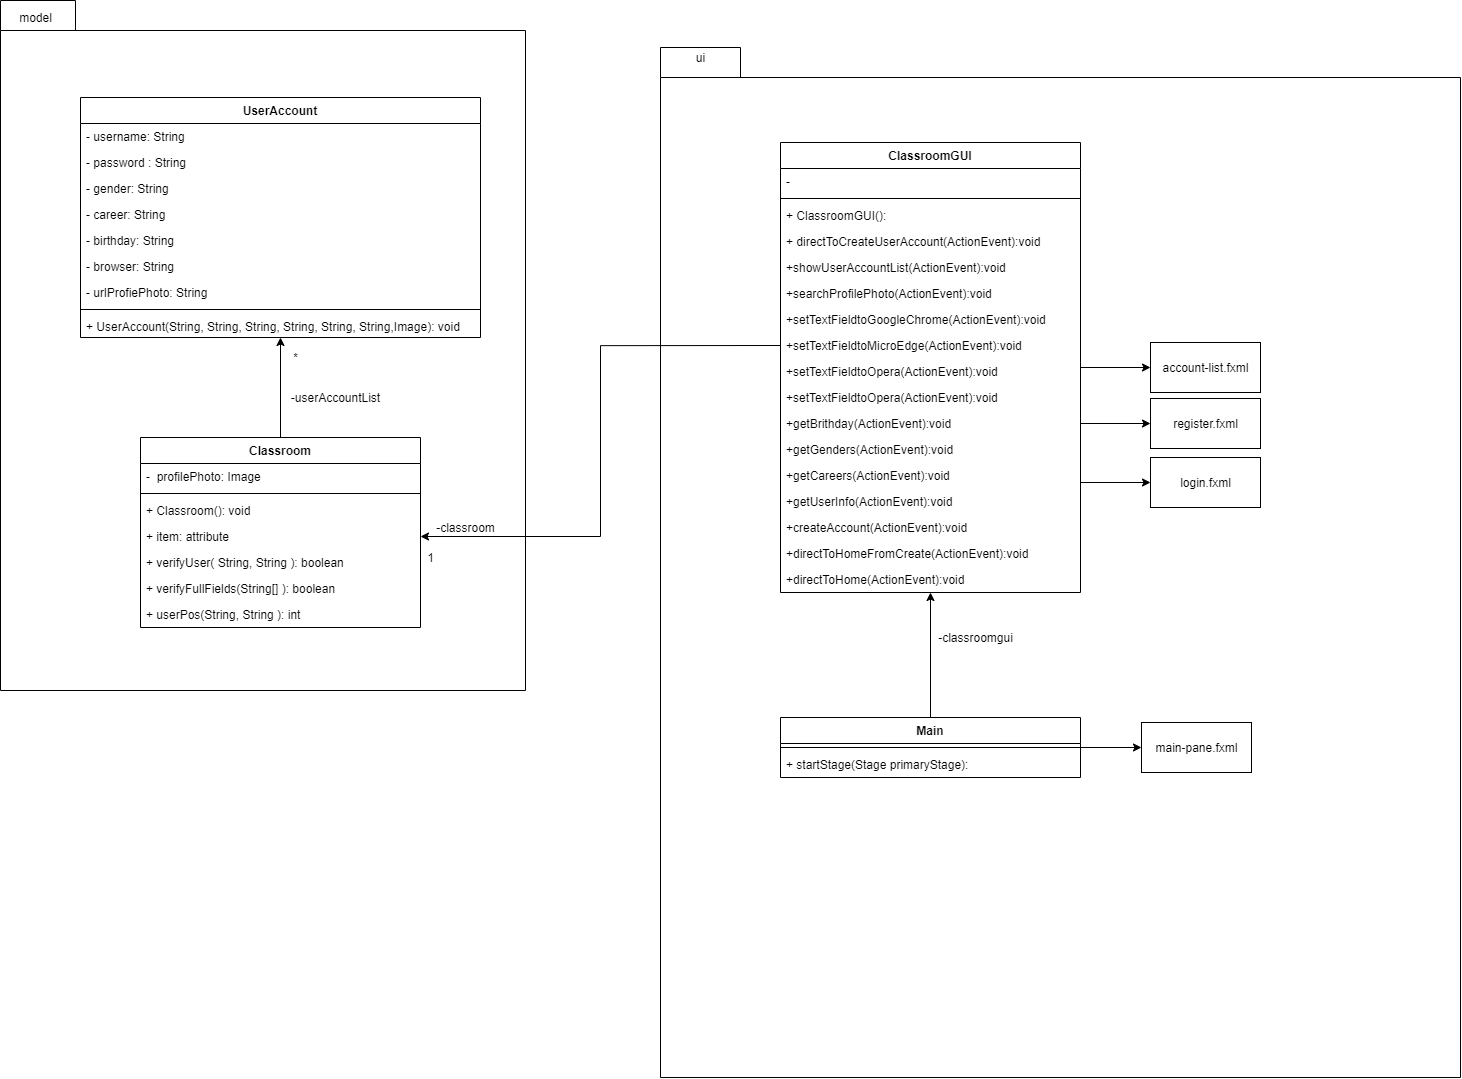 model
UserAccount
- username: String
- password : String
- gender: String
- career: String
- birthday: String
- browser: String
- urlProfiePhoto: String
+ UserAccount(String, String, String, String, String, String,Image): void
*
-userAccountList
Classroom
-  profilePhoto: Image
+ Classroom(): void
+ item: attribute
+ verifyUser( String, String ): boolean
+ verifyFullFields(String[] ): boolean
+ userPos(String, String ): int
-classroom
1
ui
ClassroomGUI
-
+ ClassroomGUI():
+ directToCreateUserAccount(ActionEvent):void
+showUserAccountList(ActionEvent):void
+searchProfilePhoto(ActionEvent):void
+setTextFieldtoGoogleChrome(ActionEvent):void
+setTextFieldtoMicroEdge(ActionEvent):void
+setTextFieldtoOpera(ActionEvent):void
+setTextFieldtoOpera(ActionEvent):void
+getBrithday(ActionEvent):void
+getGenders(ActionEvent):void
+getCareers(ActionEvent):void
+getUserInfo(ActionEvent):void
+createAccount(ActionEvent):void
+directToHomeFromCreate(ActionEvent):void
+directToHome(ActionEvent):void
account-list.fxml
register.fxml
login.fxml
-classroomgui
Main
+ startStage(Stage primaryStage):
main-pane.fxml